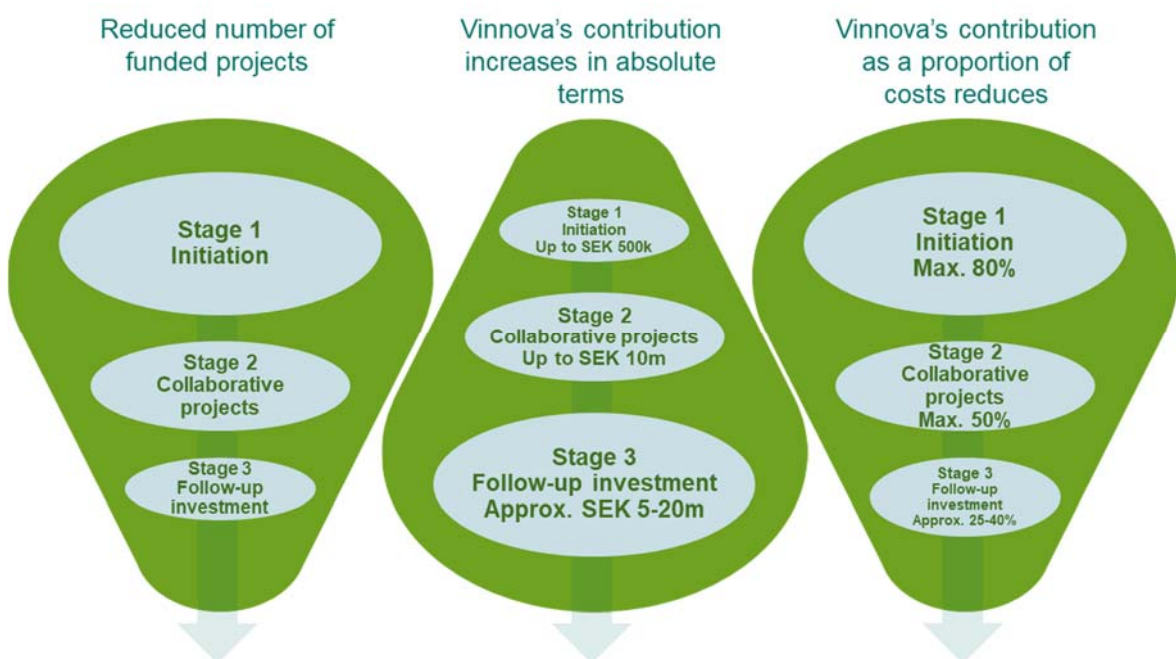 Reduced number of
funded projects
Stage 1
Initiation
Stage 2
Collaborative
projects
Stage 3
Follow-up
investment
Vinnova’s contribution
increases in absolute
terms
Stage 1
Initiation
Up to SEK 500k
Stage 2
Collaborative projects
Up to SEK 10m
Stage 3
Follow-up investment
Approx. SEK 5-20m
Vinnova’s contribution
as a proportion of
costs reduces
Stage 1
Initiation
Max. 80%
Stage 2
Collaborative
projects
Max. 50%
Stage 3
Follow-up
investment
Approx. 25-40%